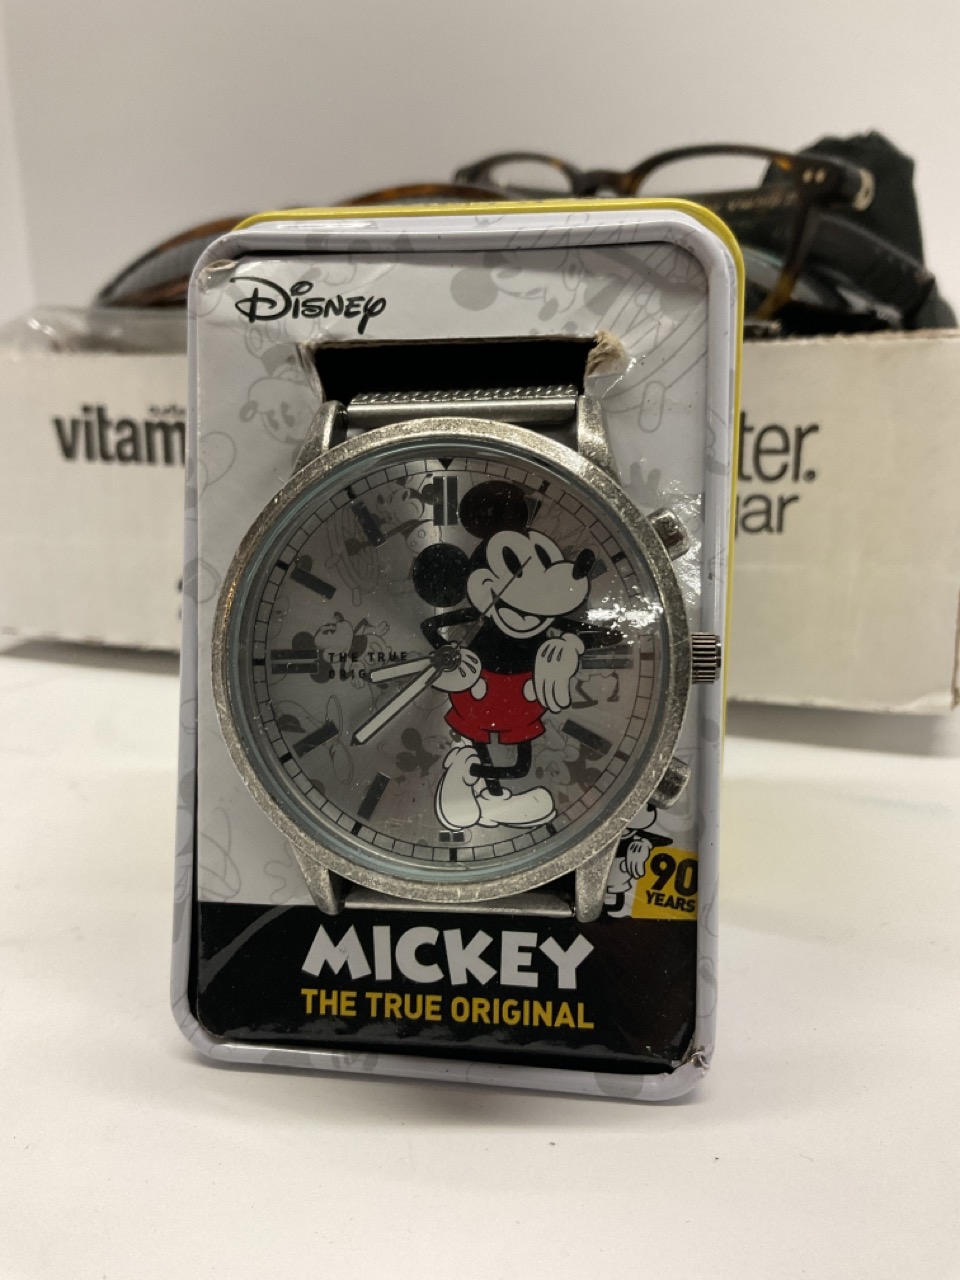 Disney
vitam
ter.
gar
THE TRUE
ORIG
90
YEARS
MICKEY
THE TRUE ORIGINAL